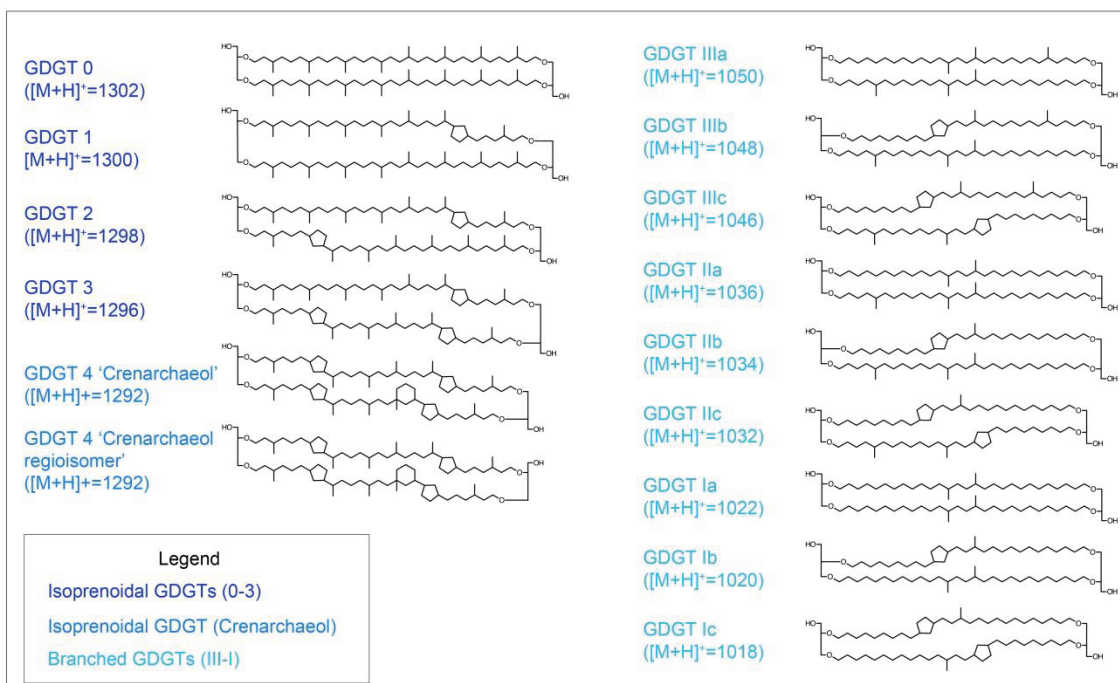 GDGT 0
([M+H]⁺=1302)
GDGT 1
[M+H]⁺=1300)
GDGT 2
([M+H]⁺=1298)
GDGT 3
([M+H]⁺=1296)
GDGT 4 ‘Crenarchaeol’
([M+H]+=1292)
GDGT 4 ‘Crenarchaeol
regioisomer’
([M+H]+=1292)
Legend
Isoprenoidal GDGTs (0-3)
Isoprenoidal GDGT (Crenarchaeol)
Branched GDGTs (III-I)
GDGT IIIa
([M+H]⁺=1050)
GDGT IIIb
([M+H]⁺=1048)
GDGT IIIc
([M+H]⁺=1046)
GDGT IIa
([M+H]⁺=1036)
GDGT IIb
([M+H]⁺=1034)
GDGT IIc
([M+H]⁺=1032)
GDGT Ia
([M+H]⁺=1022)
GDGT Ib
([M+H]⁺=1020)
GDGT Ic
([M+H]⁺=1018)